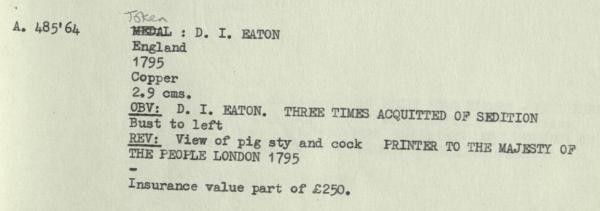 Token
A. 485'64 MEDAL : D. I. EATON
England
1795
Copper
2.9 cms.
OBV: D. I. EATON. THREE TIMES ACQUITTED OF SEDITION
Bust to left
REV: View of pig sty and cock PRINTER TO THE MAJESTY OF
THE PEOPLE LONDON 1795
-
Insurance value part of £250.